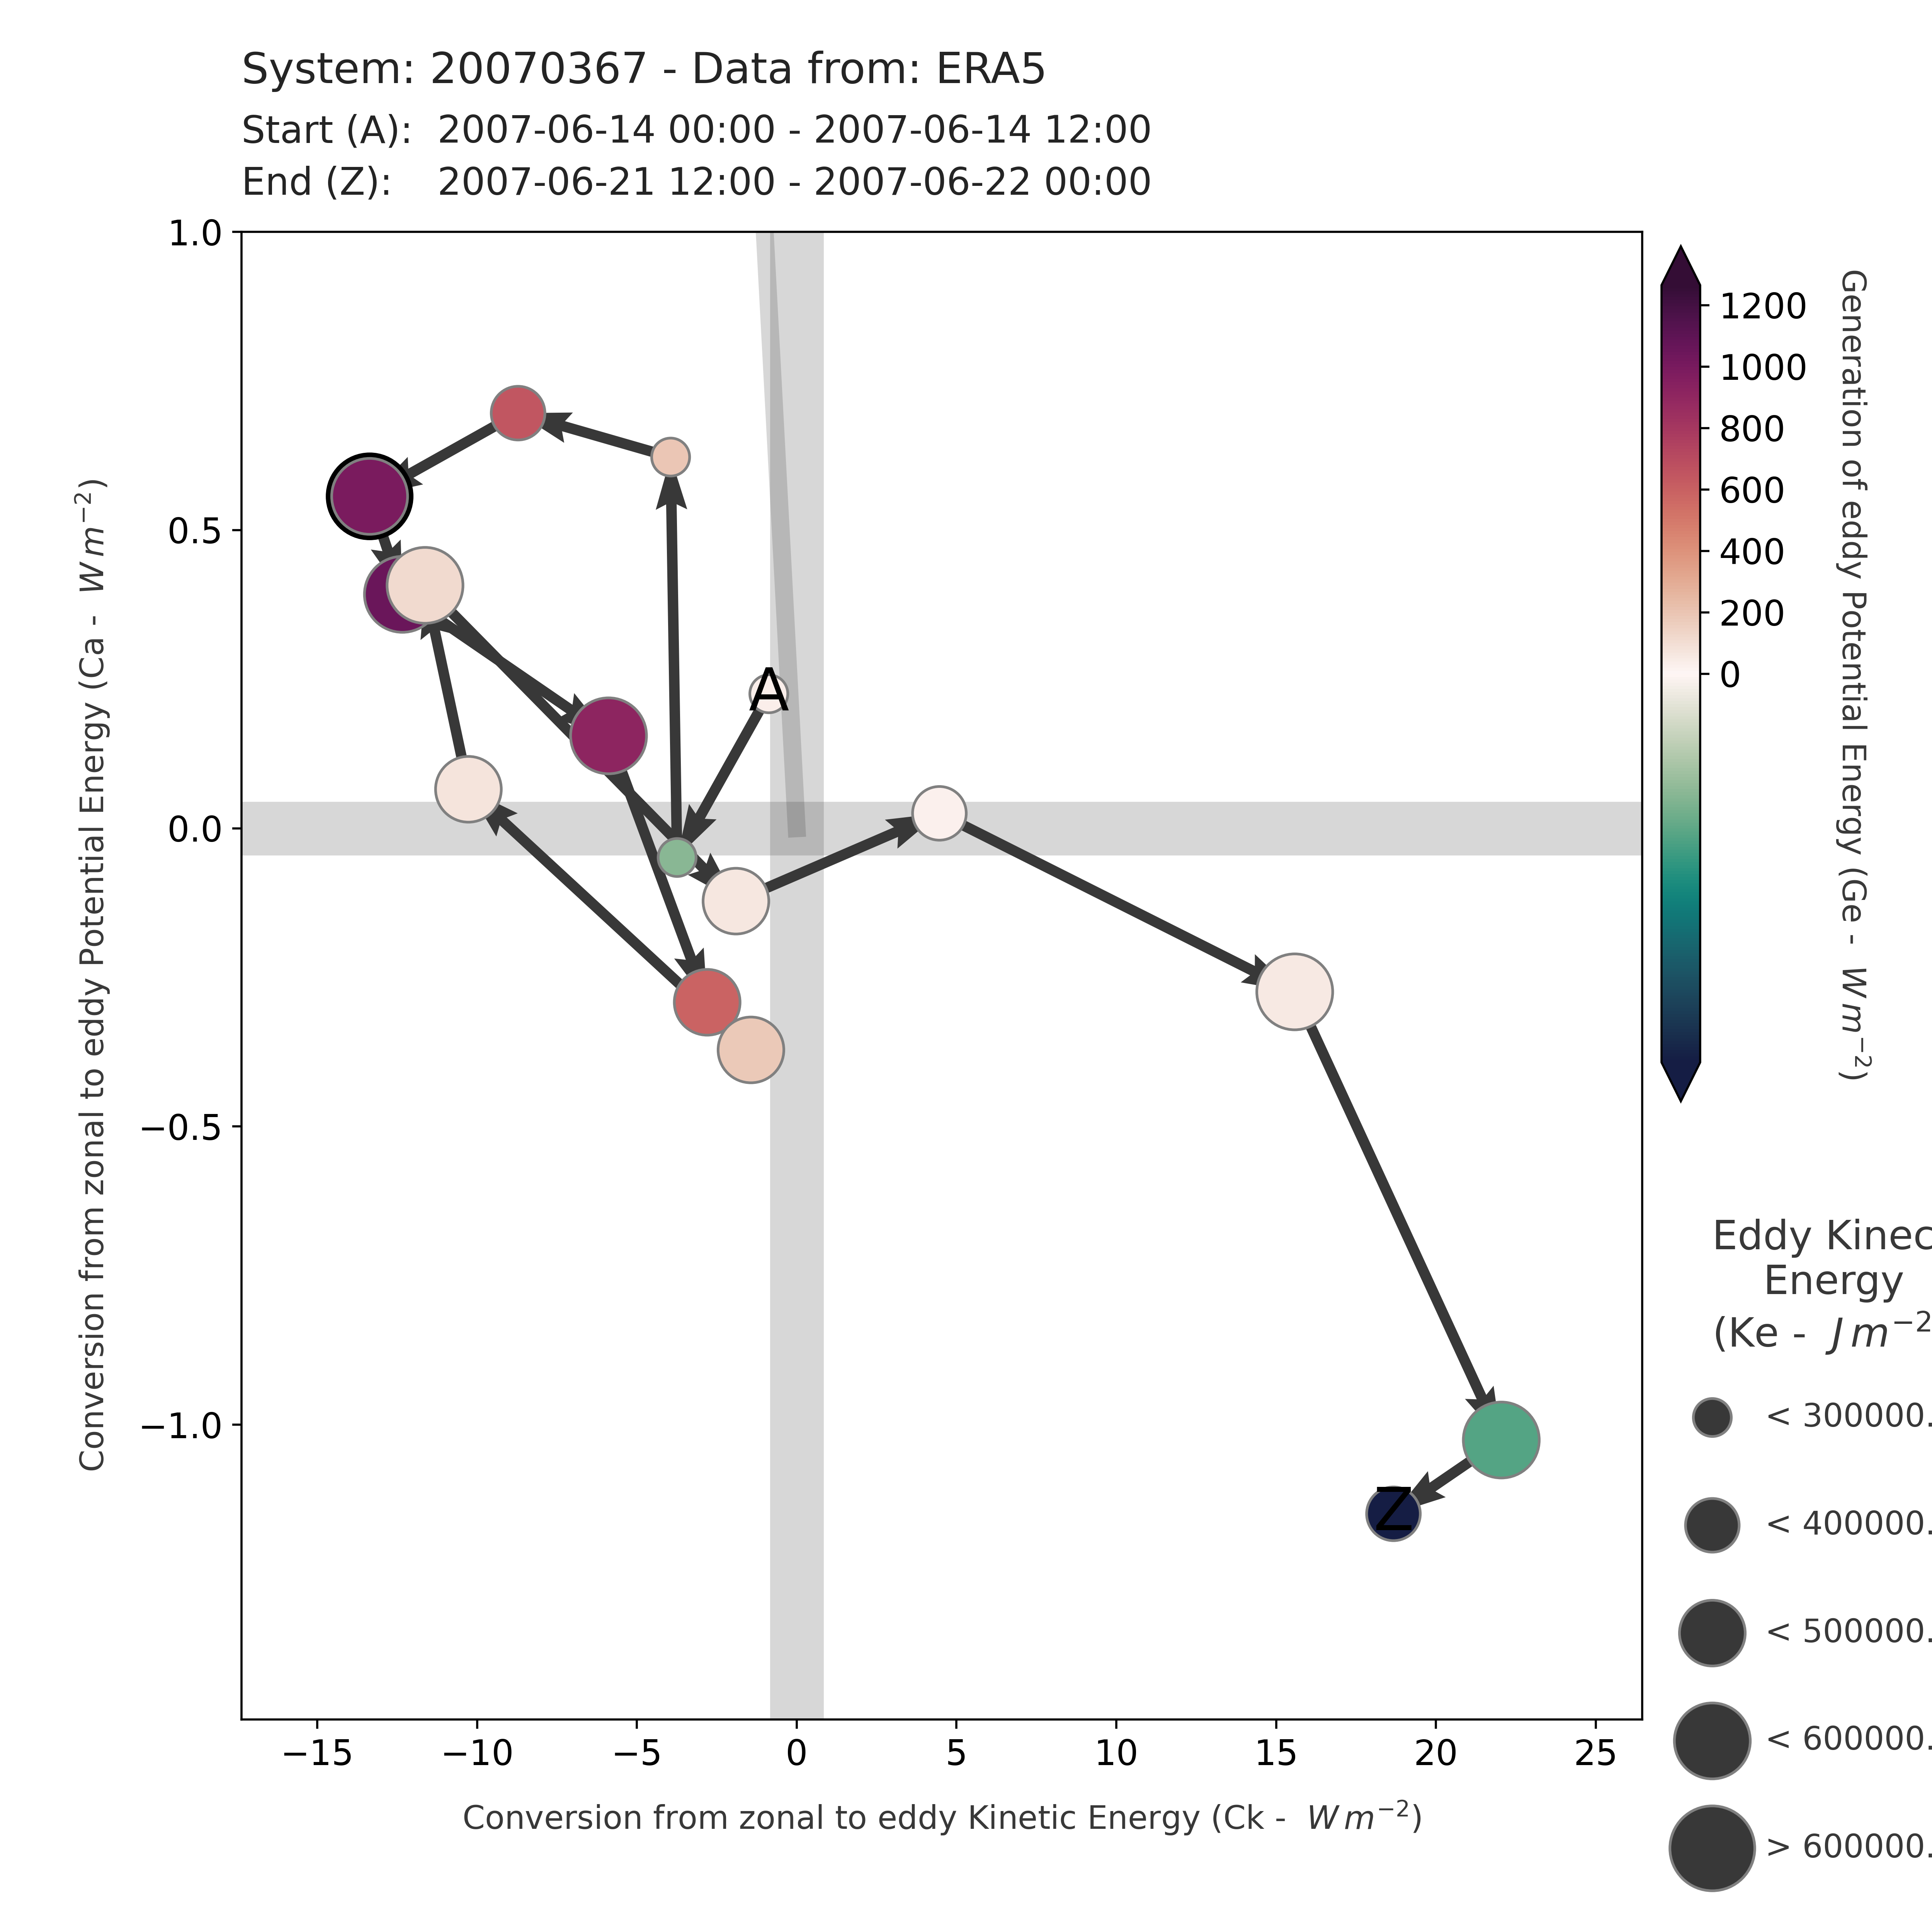 System: 20070367 - Data from: ERA5
Start (A): 2007-06-14 00:00 - 2007-06-14 12:00
End (Z): 2007-06-21 12:00 - 2007-06-22 00:00
Conversion from zonal to eddy Potential Energy (Ca - W m⁻²)
1.0
0.5
0.0
−0.5
−1.0
A
Z
−15
−10
−5
0
5
10
15
20
25
Conversion from zonal to eddy Kinetic Energy (Ck - W m⁻²)
1200
1000
800
600
400
200
0
Generation of eddy Potential Energy (Ge - W m⁻²)
Eddy Kinec
Energy
(Ke - J m⁻²
< 300000.
< 400000.
< 500000.
< 600000.
> 600000.